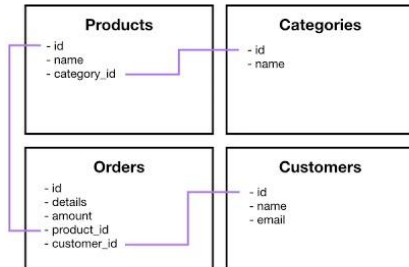 Products
- id
- name
- category_id
Categories
- id
- name
Orders
- id
- details
- amount
- product_id
- customer_id
Customers
- id
- name
- email